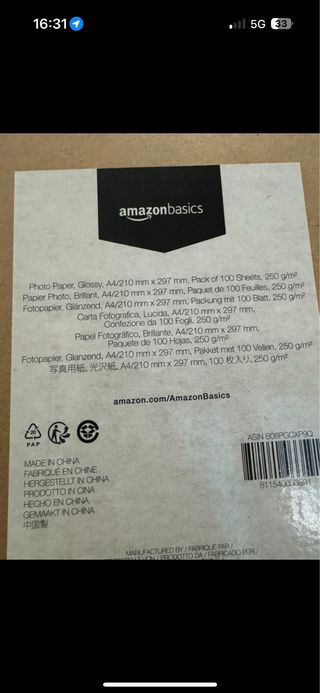 16:31
5G
33
amazonbasics
Photo Paper, Glossy, A4/210 mm x 297 mm, Pack of 100 Sheets, 250 g/m²
Papier Photo, Brillant, A4/210 mm x 297 mm, Paquet de 100 Feuilles, 250 g/m²
Fotopapier, Glänzend, A4/210 mm x 297 mm, Packung mit 100 Blatt, 250 g/m²
Carta Fotografica, Lucida, A4/210 mm x 297 mm,
Confezione da 100 Fogli, 250 g/m²
Papel Fotográfico, Brillante, A4/210 mm x 297 mm,
Paquete de 100 Hojas, 250 g/m²
Fotopapier, Glanzend, A4/210 mm x 297 mm, Pakket met 100 Vellen, 250 g/m²
写真用紙、光沢紙、A4/210 mm x 297 mm、100 枚入り、250 g/m²
amazon.com/AmazonBasics
20
PAP
ASIN B08PGCXP9Q
MADE IN CHINA
FABRIQUÉ EN CHINE
HERGESTELLT IN CHINA
PRODOTTO IN CINA
HECHO EN CHINA
GEMAAKT IN CHINA
中国製
MANUFACTURED BY / FABRIQUÉ PAR /
PRODOTTO DA / FABRICADO POR /